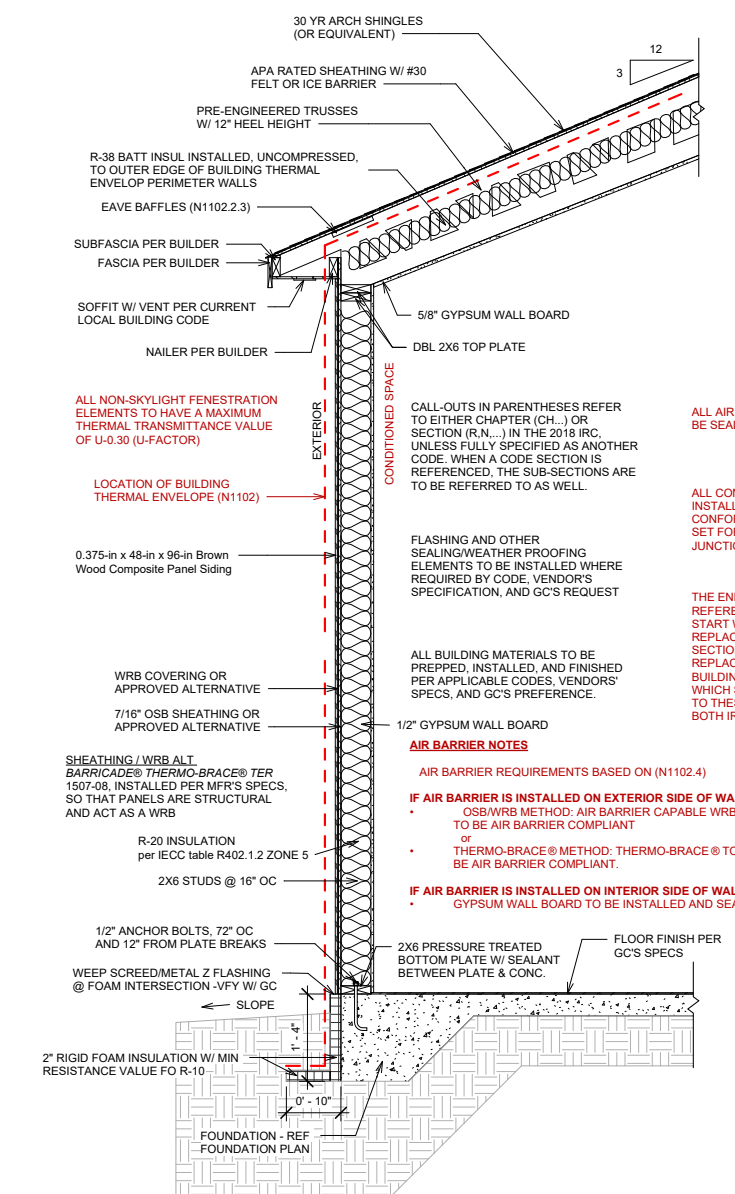 30 YR ARCH SHINGLES
(OR EQUIVALENT)
12
3
APA RATED SHEATHING W/ #30
FELT OR ICE BARRIER
PRE-ENGINEERED TRUSSES
W/ 12" HEEL HEIGHT
R-38 BATT INSUL INSTALLED, UNCOMPRESSED,
TO OUTER EDGE OF BUILDING THERMAL
ENVELOP PERIMETER WALLS
EAVE BAFFLES (N1102.2.3)
SUBFASCIA PER BUILDER
FASCIA PER BUILDER
SOFFIT W/ VENT PER CURRENT
LOCAL BUILDING CODE
NAILER PER BUILDER
5/8" GYPSUM WALL BOARD
DBL 2X6 TOP PLATE
ALL NON-SKYLIGHT FENESTRATION
ELEMENTS TO HAVE A MAXIMUM
THERMAL TRANSMITTANCE VALUE
OF U-0.30 (U-FACTOR)
EXTERIOR
CONDITIONED SPACE
LOCATION OF BUILDING
THERMAL ENVELOPE (N1102)
CALL-OUTS IN PARENTHESES REFER
TO EITHER CHAPTER (CH...) OR
SECTION (R,N,...) IN THE 2018 IRC,
UNLESS FULLY SPECIFIED AS ANOTHER
CODE. WHEN A CODE SECTION IS
REFERENCED, THE SUB-SECTIONS ARE
TO BE REFERRED TO AS WELL.
ALL AIR
BE SEAL
ALL CON
INSTALL
CONFOR
SET FOR
JUNCTIO
0.375-in x 48-in x 96-in Brown
Wood Composite Panel Siding
FLASHING AND OTHER
SEALING/WEATHER PROOFING
ELEMENTS TO BE INSTALLED WHERE
REQUIRED BY CODE, VENDOR'S
SPECIFICATION, AND GC'S REQUEST
THE ENE
REFERE
START W
REPLAC
SECTION
REPLAC
BUILDIN
WHICH S
TO THES
BOTH IR
ALL BUILDING MATERIALS TO BE
PREPPED, INSTALLED, AND FINISHED
PER APPLICABLE CODES, VENDORS'
SPECS, AND GC'S PREFERENCE.
WRB COVERING OR
APPROVED ALTERNATIVE
7/16" OSB SHEATHING OR
APPROVED ALTERNATIVE
1/2" GYPSUM WALL BOARD
SHEATHING / WRB ALT
BARRICADE® THERMO-BRACE® TER
1507-08, INSTALLED PER MFR'S SPECS,
SO THAT PANELS ARE STRUCTURAL
AND ACT AS A WRB
AIR BARRIER NOTES
AIR BARRIER REQUIREMENTS BASED ON (N1102.4)
IF AIR BARRIER IS INSTALLED ON EXTERIOR SIDE OF WA
• OSB/WRB METHOD: AIR BARRIER CAPABLE WRB
TO BE AIR BARRIER COMPLIANT
or
• THERMO-BRACE® METHOD: THERMO-BRACE® TO
BE AIR BARRIER COMPLIANT.
IF AIR BARRIER IS INSTALLED ON INTERIOR SIDE OF WAL
• GYPSUM WALL BOARD TO BE INSTALLED AND SEA
R-20 INSULATION
per IECC table R402.1.2 ZONE 5
2X6 STUDS @ 16" OC
1/2" ANCHOR BOLTS, 72" OC
AND 12" FROM PLATE BREAKS
2X6 PRESSURE TREATED
BOTTOM PLATE W/ SEALANT
BETWEEN PLATE & CONC.
FLOOR FINISH PER
GC'S SPECS
WEEP SCREED/METAL Z FLASHING
@ FOAM INTERSECTION -VFY W/ GC
SLOPE
1' - 4"
2" RIGID FOAM INSULATION W/ MIN
RESISTANCE VALUE FO R-10
0' - 10"
FOUNDATION - REF
FOUNDATION PLAN